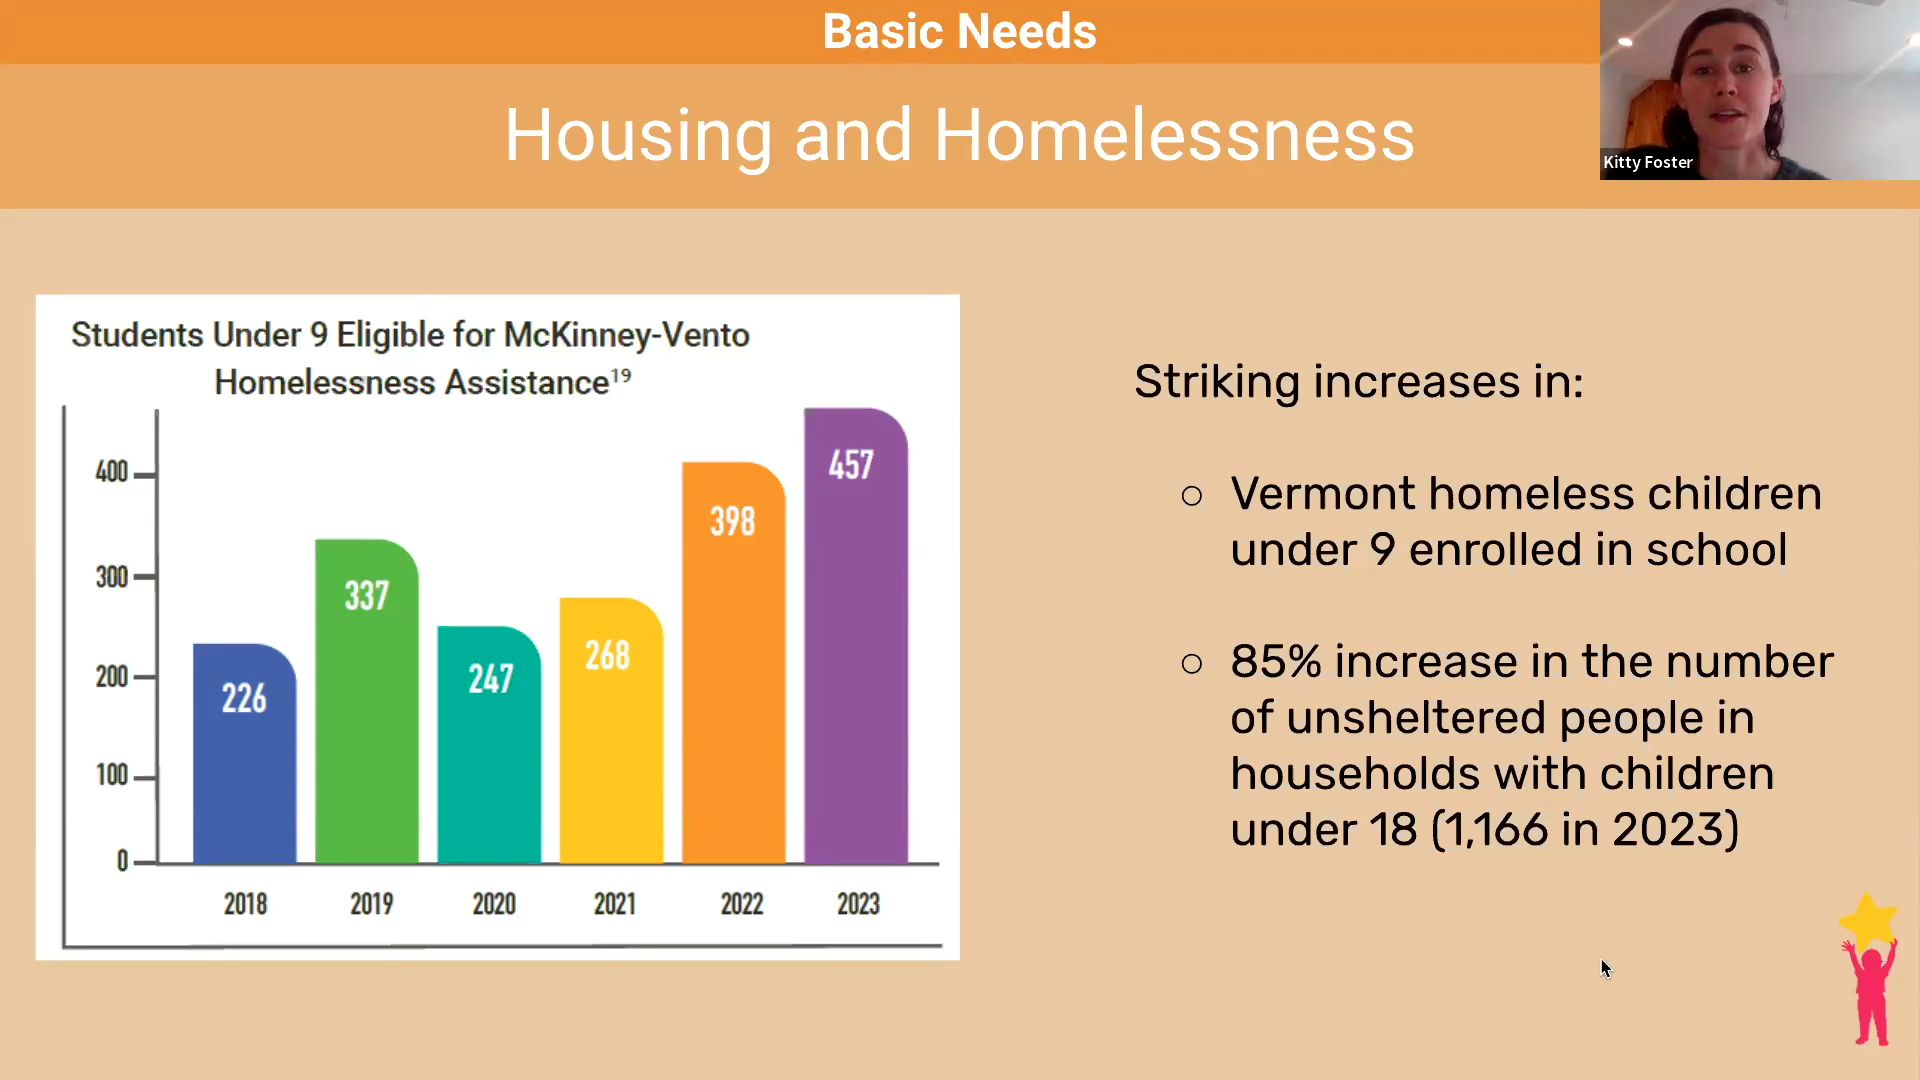 Basic Needs
Housing and Homelessness
Kitty Foster
Students Under 9 Eligible for McKinney-Vento
Homelessness Assistance¹⁹
400
300
200
100
0
226
337
247
268
398
457
2018
2019
2020
2021
2022
2023
Striking increases in:
○ Vermont homeless children
under 9 enrolled in school
○ 85% increase in the number
of unsheltered people in
households with children
under 18 (1,166 in 2023)